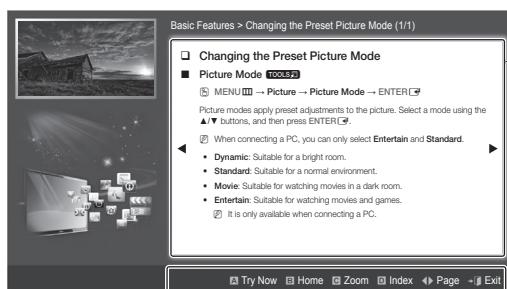 Basic Features > Changing the Preset Picture Mode (1/1)
❑ Changing the Preset Picture Mode
■ Picture Mode TOOLS
MENU → Picture → Picture Mode → ENTER
Picture modes apply preset adjustments to the picture. Select a mode using the
▲/▼ buttons, and then press ENTER.
When connecting a PC, you can only select Entertain and Standard.
• Dynamic: Suitable for a bright room.
• Standard: Suitable for a normal environment.
• Movie: Suitable for watching movies in a dark room.
• Entertain: Suitable for watching movies and games.
It is only available when connecting a PC.
◀ ▶
A Try Now B Home C Zoom D Index ◀▶ Page Exit